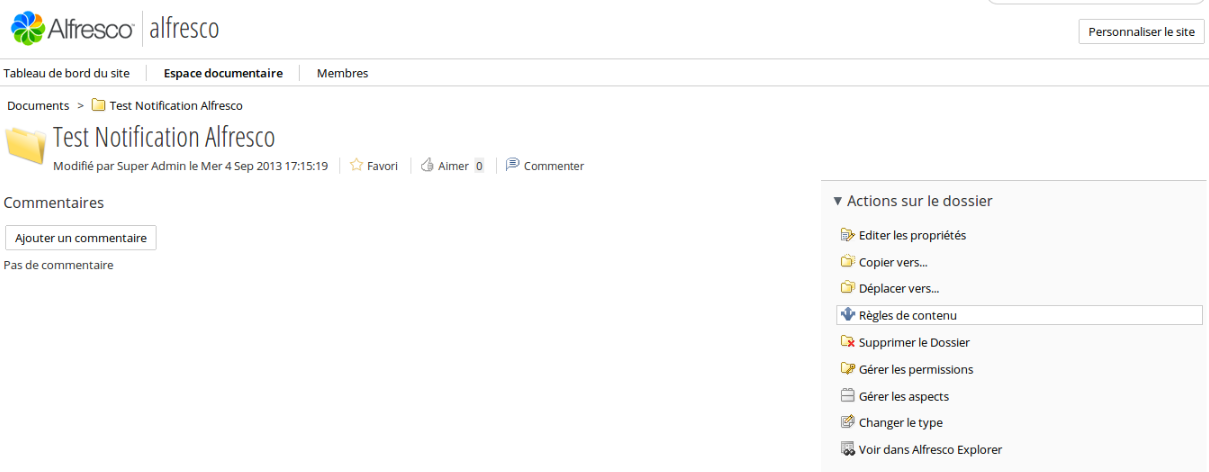 Alfresco alfresco
Personnaliser le site
Tableau de bord du site Espace documentaire Membres
Documents > Test Notification Alfresco
Test Notification Alfresco
Modifié par Super Admin le Mer 4 Sep 2013 17:15:19 Favori Aimer 0 Commenter
Commentaires
Ajouter un commentaire
Pas de commentaire
Actions sur le dossier
Editer les propriétés
Copier vers...
Déplacer vers...
Règles de contenu
Supprimer le Dossier
Gérer les permissions
Gérer les aspects
Changer le type
Voir dans Alfresco Explorer